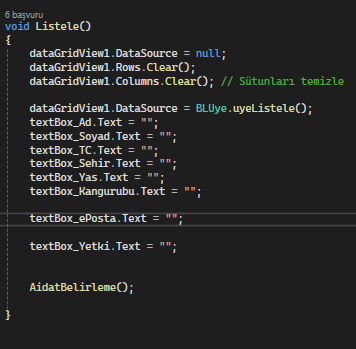 6 başvuru
void Listele()
{
dataGridView1.DataSource = null;
dataGridView1.Rows.Clear();
dataGridView1.Columns.Clear(); // Sütunları temizle
dataGridView1.DataSource = BLUye.uyeListele();
textBox_Ad.Text = "";
textBox_Soyad.Text = "";
textBox_TC.Text = "";
textBox_Sehir.Text = "";
textBox_Yas.Text = "";
textBox_Kangurubu.Text = "";
textBox_ePosta.Text = "";
textBox_Yetki.Text = "";
AidatBelirleme();
}